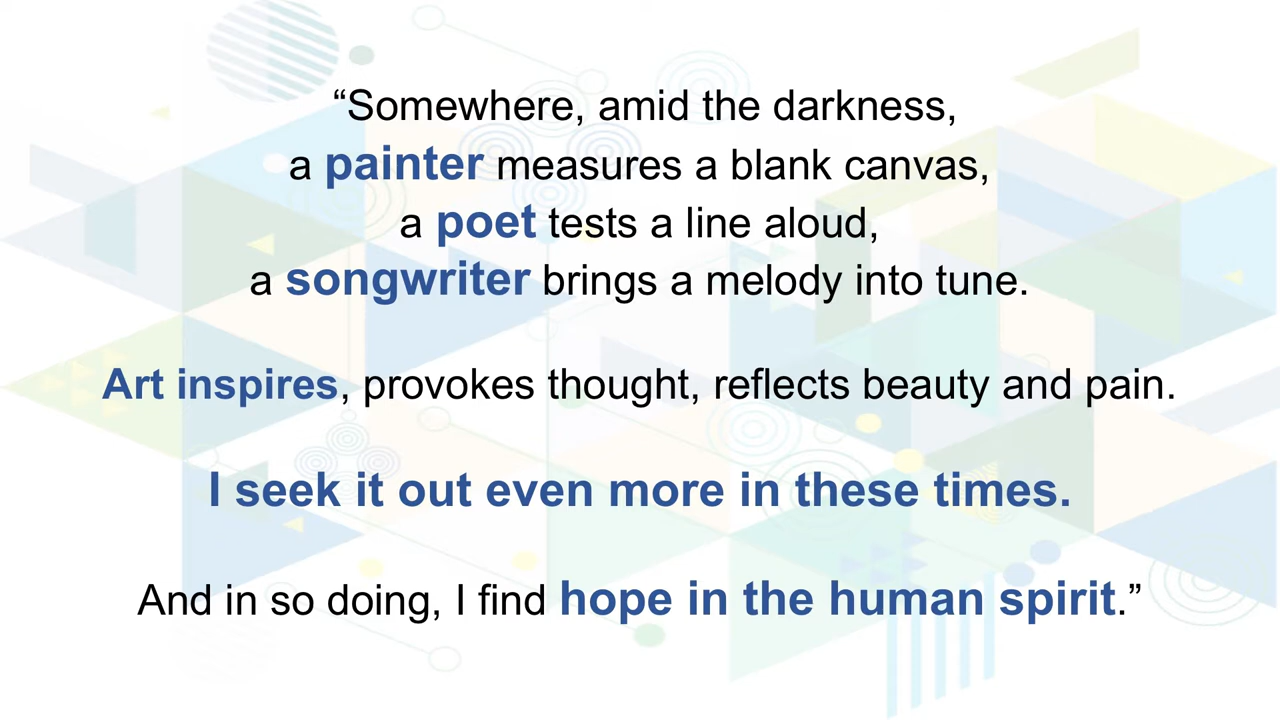 “Somewhere, amid the darkness,
a painter measures a blank canvas,
a poet tests a line aloud,
a songwriter brings a melody into tune.
Art inspires, provokes thought, reflects beauty and pain.
I seek it out even more in these times.
And in so doing, I find hope in the human spirit.”